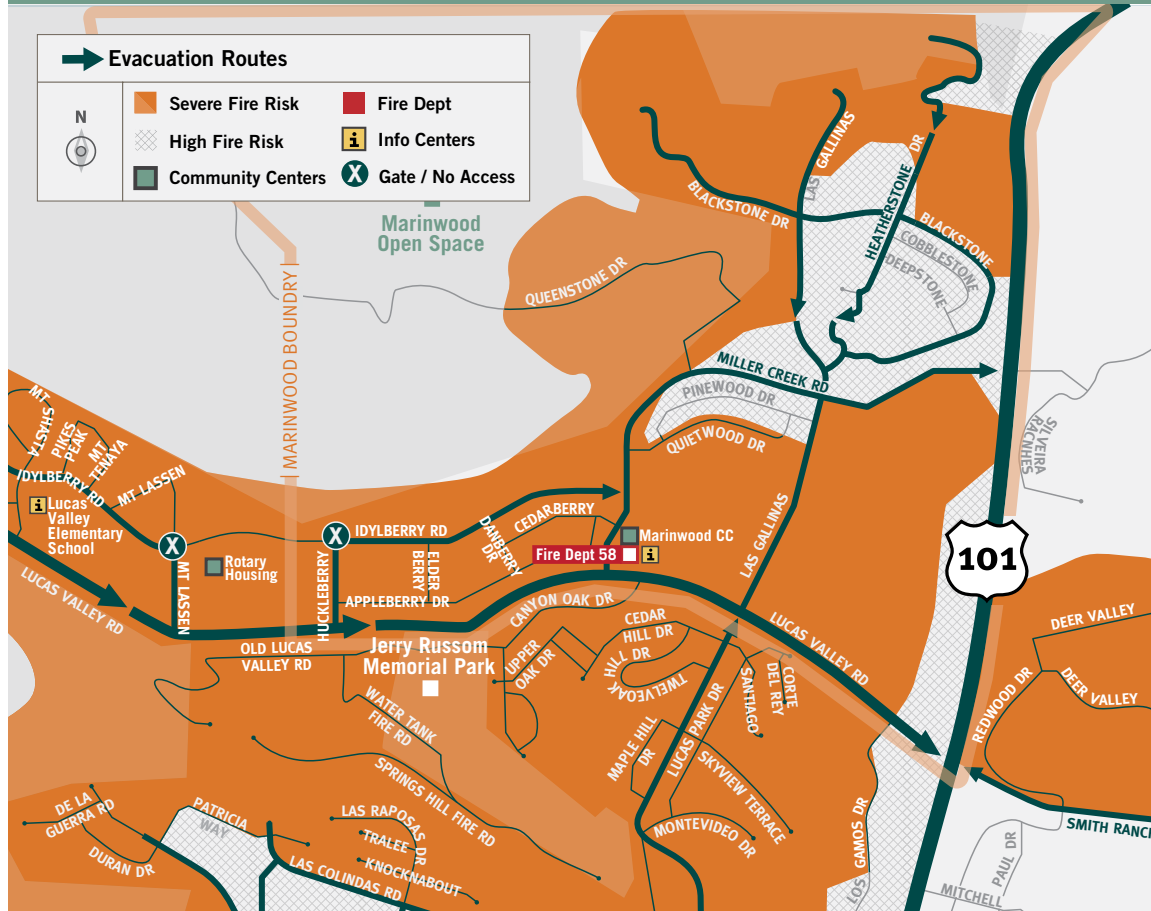 Evacuation Routes
N
Severe Fire Risk
High Fire Risk
Community Centers
Fire Dept
i
Info Centers
X
Gate / No Access
Marinwood
Open Space
MARINWOOD BOUNDRY
QUEENSTONE DR
BLACKSTONE DR
LAS GALLINAS
HEATHERSTONE DR
BLACKSTONE
COBBLESTONE
DEEPSTONE
MILLER CREEK RD
PINEWOOD DR
QUIETWOOD DR
SILVEIRA
RACNHES
MT SHASTA
PIKES
PEAK
MT
TENAYA
MT LASSEN
IDYLBERRY RD
i
Lucas
Valley
Elementary
School
X
MT LASSEN
Rotary
Housing
X
HUCKLEBERRY
IDYLBERRY RD
ELDER
BERRY
DANBERRY
DR
CEDARBERRY
APPLEBERRY DR
Marinwood CC
Fire Dept 58
i
LAS GALLINAS
101
LUCAS VALLEY RD
OLD LUCAS
VALLEY RD
Jerry Russom
Memorial Park
CANYON OAK DR
UPPER
OAK DR
CEDAR
HILL DR
TWELVEOAK
HILL DR
LUCAS VALLEY RD
CORTE
DEL REY
SANTIAGO
LUCAS PARK DR
MAPLE HILL
DR
SKYVIEW TERRACE
MONTEVIDEO DR
WATER TANK
FIRE RD
SPRINGS HILL FIRE RD
DEER VALLEY
DEER VALLEY
REDWOOD DR
SMITH RANCH
PAUL DR
MITCHELL
LOS GAMOS DR
DE LA
GUERRA RD
DURAN DR
PATRICIA
WAY
LAS RAPOSAS DR
TRALEE
KNOCKNABOUT
LAS COLINDAS RD